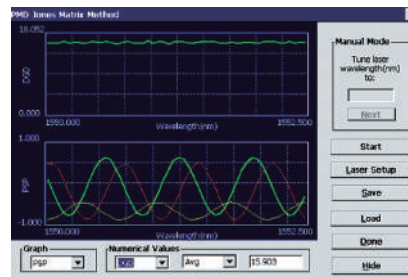 PMD Jones Matrix Method
18.052
DGD
0.000
1550.000
Wavelength(nm)
1552.500
1.000
PSP
-1.000
1550.000
Wavelength(nm)
1552.500
Graph
PSP
Numerical Values
DGD
Avg
15.903
Manual Mode
Tune laser
wavelength(nm)
to:
Next
Start
Laser Setup
Save
Load
Done
Hide